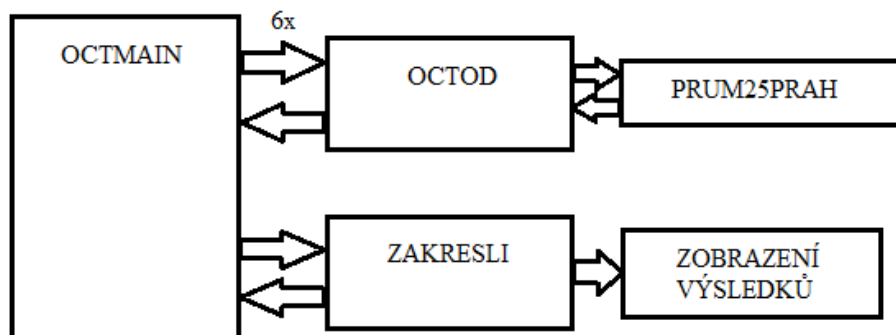 6x
OCTMAIN
OCTOD
PRUM25PRAH
ZAKRESLI
ZOBRAZENÍ
VÝSLEDKŮ